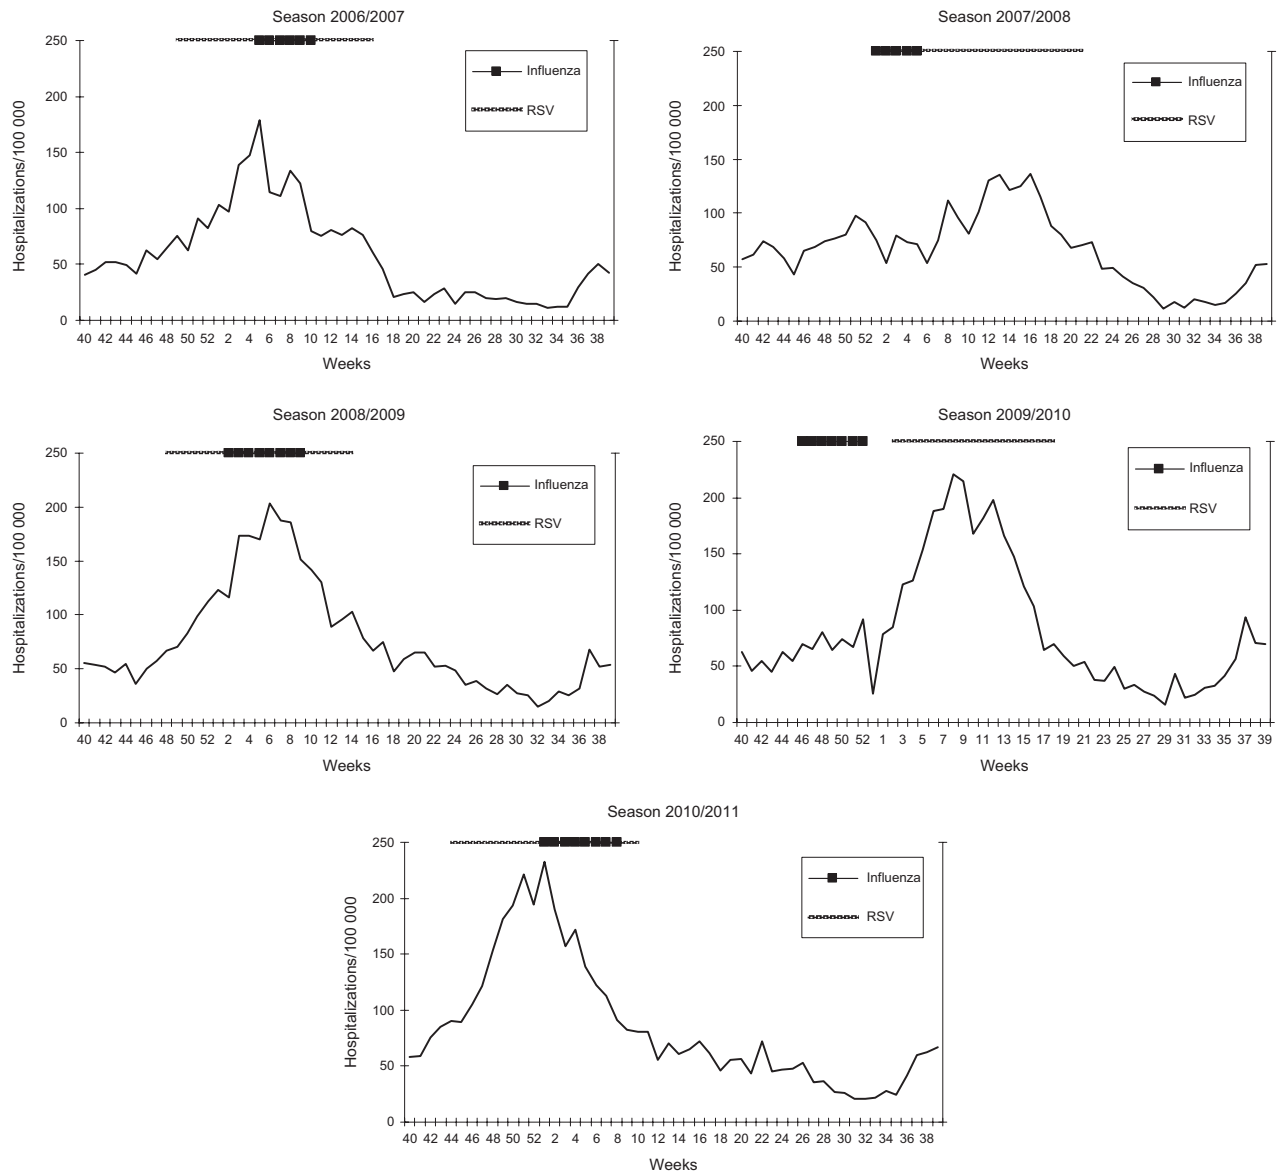 Season 2006/2007
Hospitalizations/100 000
250
200
150
100
50
0
Influenza
RSV
40 42 44 46 48 50 52 2 4 6 8 10 12 14 16 18 20 22 24 26 28 30 32 34 36 38
Weeks
Season 2007/2008
Hospitalizations/100 000
250
200
150
100
50
0
Influenza
RSV
40 42 44 46 48 50 52 2 4 6 8 10 12 14 16 18 20 22 24 26 28 30 32 34 36 38
Weeks
Season 2008/2009
Hospitalizations/100 000
250
200
150
100
50
0
Influenza
RSV
40 42 44 46 48 50 52 2 4 6 8 10 12 14 16 18 20 22 24 26 28 30 32 34 36 38
Weeks
Season 2009/2010
Hospitalizations/100 000
250
200
150
100
50
0
Influenza
RSV
40 42 44 46 48 50 52 1 3 5 7 9 11 13 15 17 19 21 23 25 27 29 31 33 35 37 39
Weeks
Season 2010/2011
Hospitalizations/100 000
250
200
150
100
50
0
Influenza
RSV
40 42 44 46 48 50 52 2 4 6 8 10 12 14 16 18 20 22 24 26 28 30 32 34 36 38
Weeks